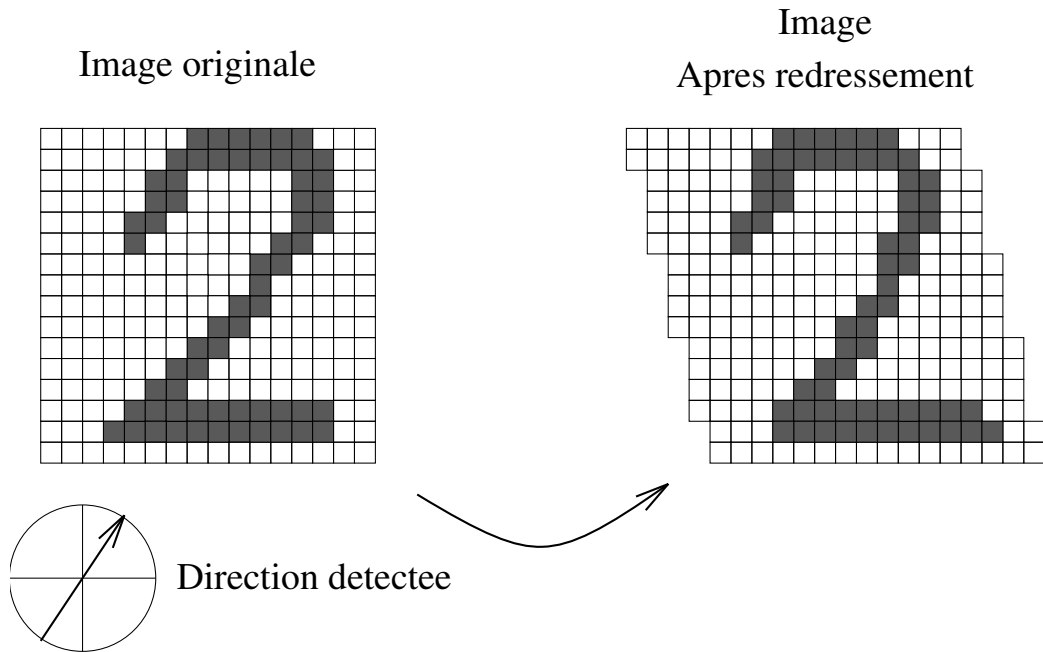 Image originale
Image
Apres redressement
Direction detectee